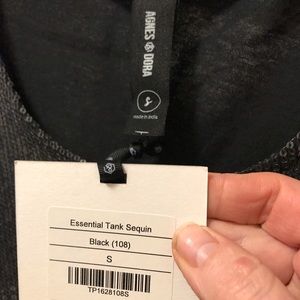 AGNES & DORA
S
made in india
Essential Tank Sequin
Black (108)
S
TP1628108S